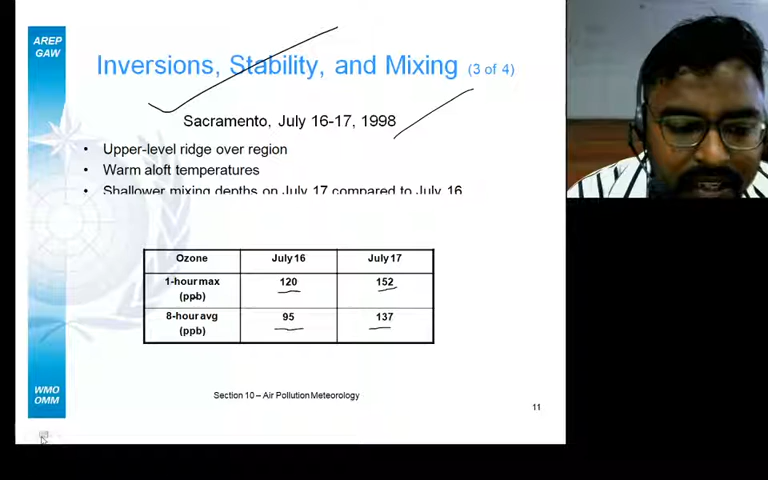 AREP
GAW
Inversions, Stability, and Mixing (3 of 4)
Sacramento, July 16-17, 1998
• Upper-level ridge over region
• Warm aloft temperatures
• Shallower mixing depths on July 17 compared to July 16
Ozone July 16 July 17
1-hour max (ppb) 120 152
8-hour avg (ppb) 95 137
WMO
OMM
Section 10 – Air Pollution Meteorology
11